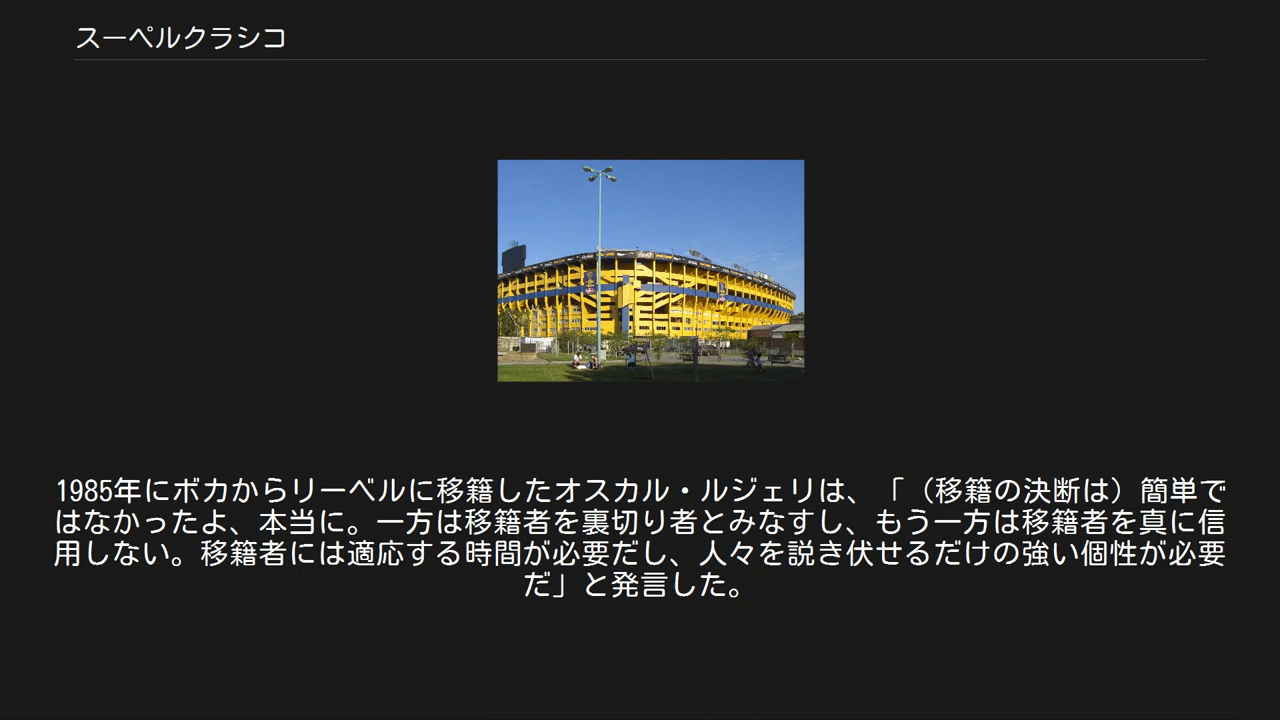 スーペルクラシコ
1985年にボカからリーベルに移籍したオスカル・ルジェリは、「（移籍の決断は）簡単で
はなかったよ、本当に。一方は移籍者を裏切り者とみなすし、もう一方は移籍者を真に信
用しない。移籍者には適応する時間が必要だし、人々を説き伏せるだけの強い個性が必要
だ」と発言した。